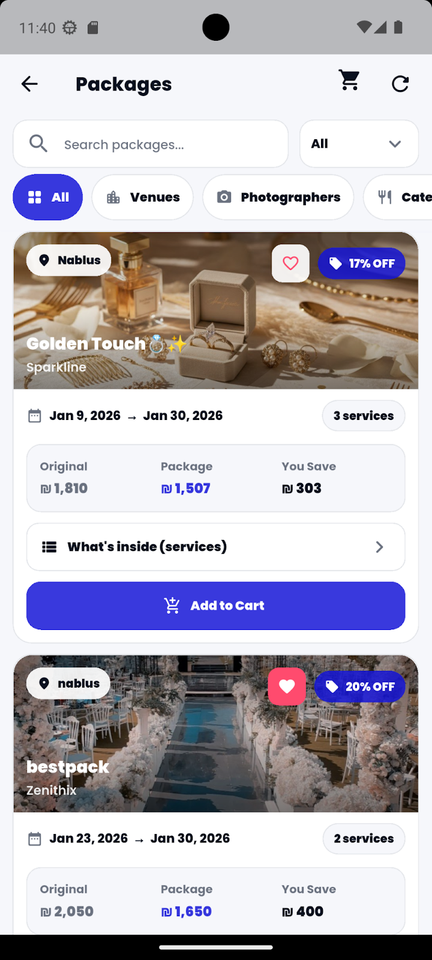 11:40
Packages
Search packages...
All
All
Venues
Photographers
Cate
Nablus
17% OFF
Golden Touch💍✨
Sparkline
Jan 9, 2026 → Jan 30, 2026
3 services
Original
Package
You Save
₪ 1,810
₪ 1,507
₪ 303
What's inside (services)
Add to Cart
nablus
20% OFF
bestpack
Zenithix
Jan 23, 2026 → Jan 30, 2026
2 services
Original
Package
You Save
₪ 2,050
₪ 1,650
₪ 400